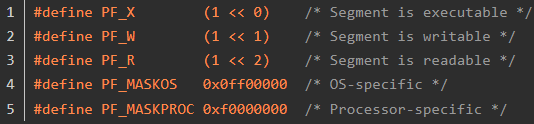 1 #define PF_X (1 << 0) /* Segment is executable */
2 #define PF_W (1 << 1) /* Segment is writable */
3 #define PF_R (1 << 2) /* Segment is readable */
4 #define PF_MASKOS 0x0ff00000 /* OS-specific */
5 #define PF_MASKPROC 0xf0000000 /* Processor-specific */